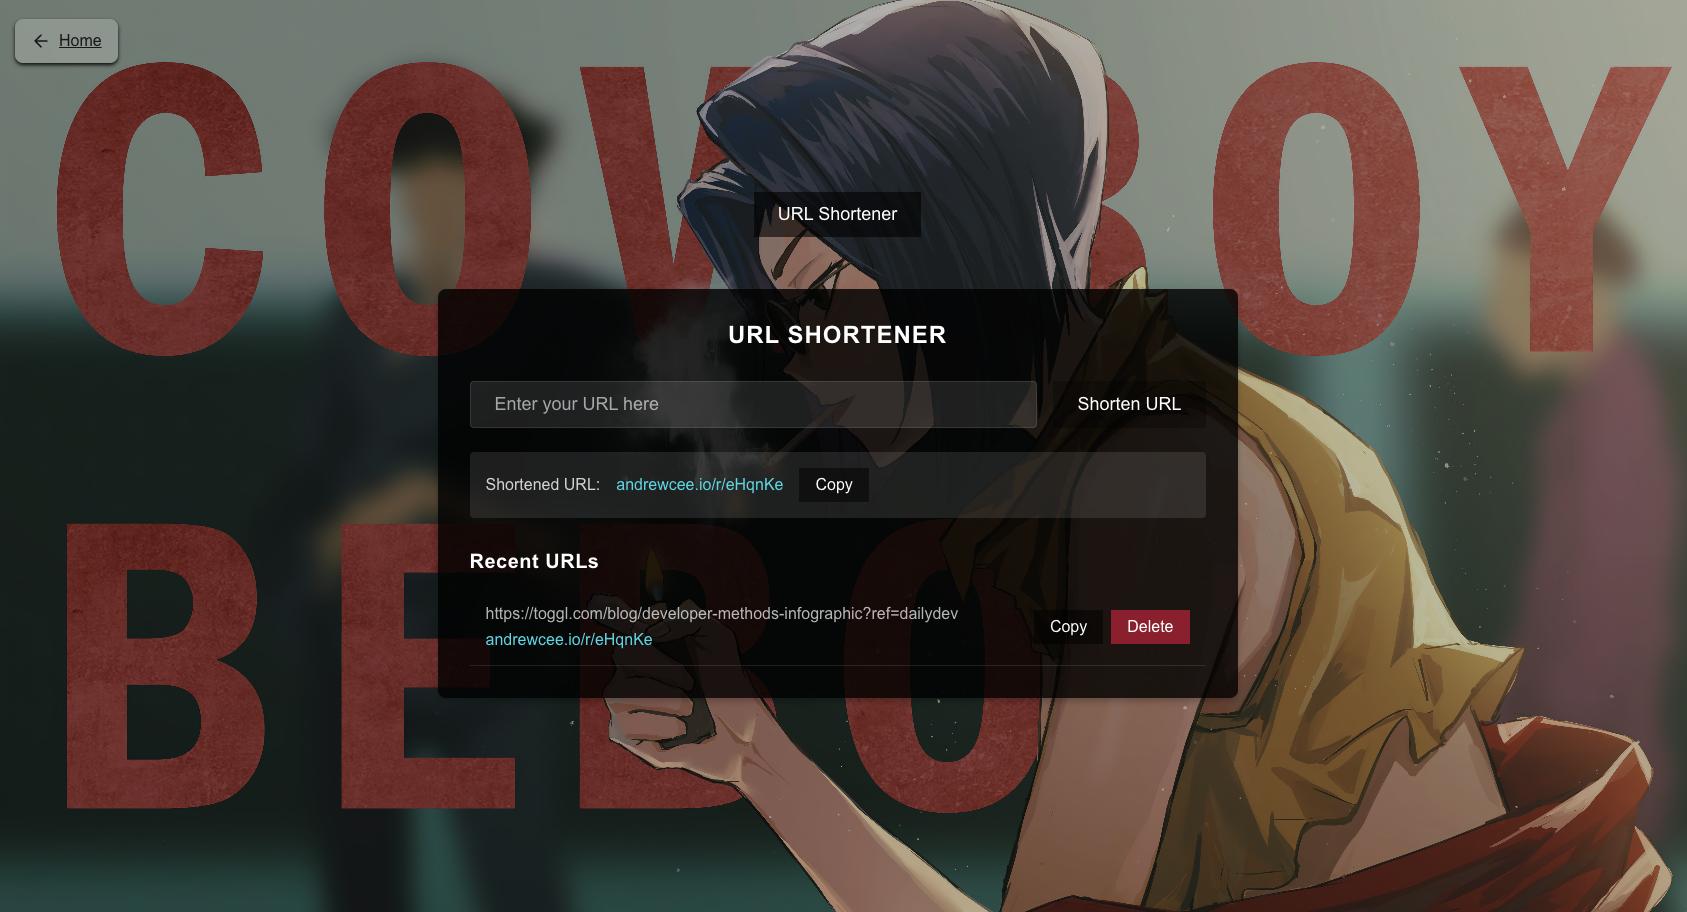 Home
COWBOY
URL Shortener
URL SHORTENER
Enter your URL here
Shorten URL
Shortened URL: andrewcee.io/r/eHqnKe Copy
BEBO
Recent URLs
https://toggl.com/blog/developer-methods-infographic?ref=dailydev
andrewcee.io/r/eHqnKe
Copy
Delete